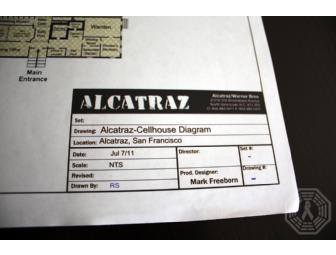 Warden
Main
Entrance
ALCATRAZ
Alcatraz/Warner Bros
Set:
Drawing: Alcatraz-Cellhouse Diagram
Location: Alcatraz, San Francisco
Date: Jul 7/11
Director:
Set #:
-
Scale: NTS
Revised:
Prod. Designer:
Mark Freeborn
Drawing #:
-
Drawn By: RS